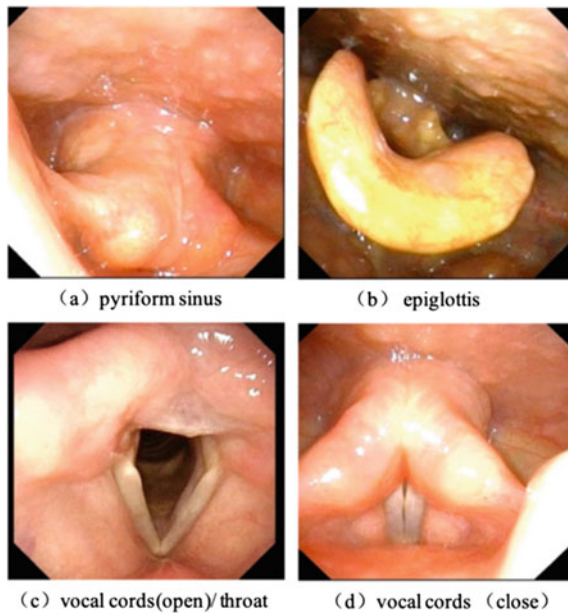 （a）pyriform sinus
（b）epiglottis
（c）vocal cords(open)/ throat
（d）vocal cords （close）